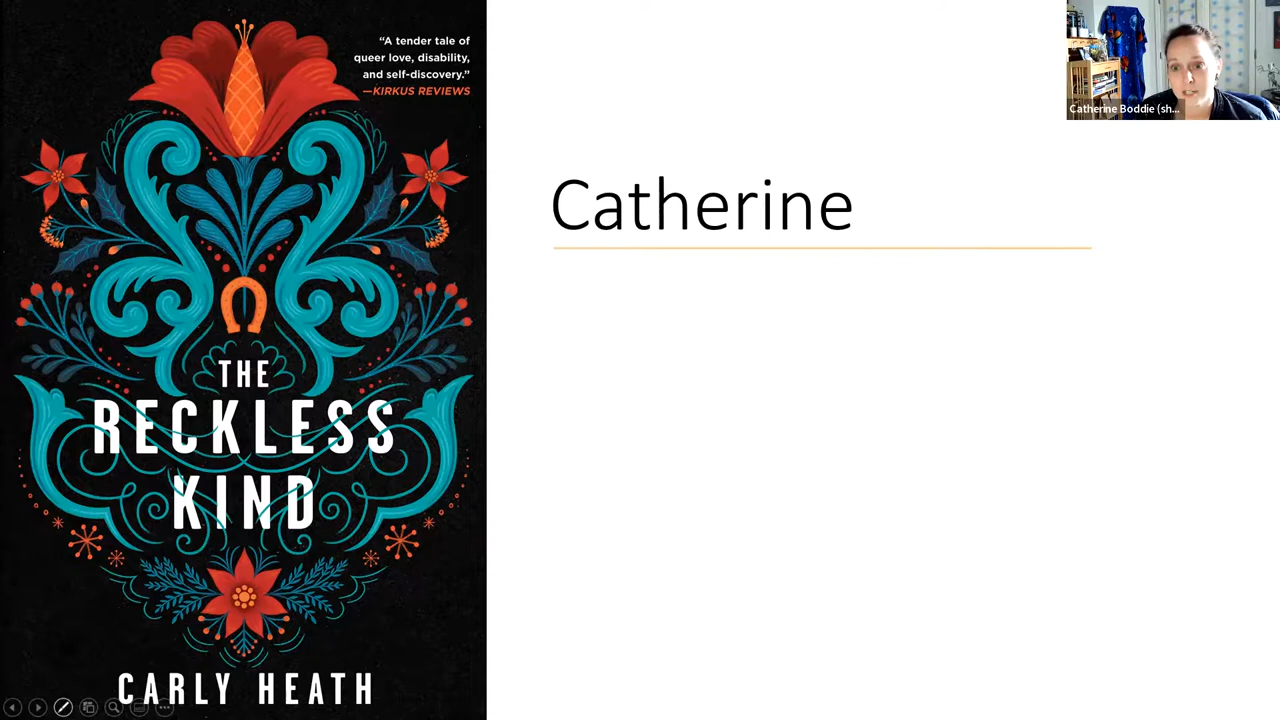 “A tender tale of
queer love, disability,
and self-discovery.”
—KIRKUS REVIEWS
THE
RECKLESS
KIND
CARLY HEATH
Catherine
Catherine Boddie (sh...